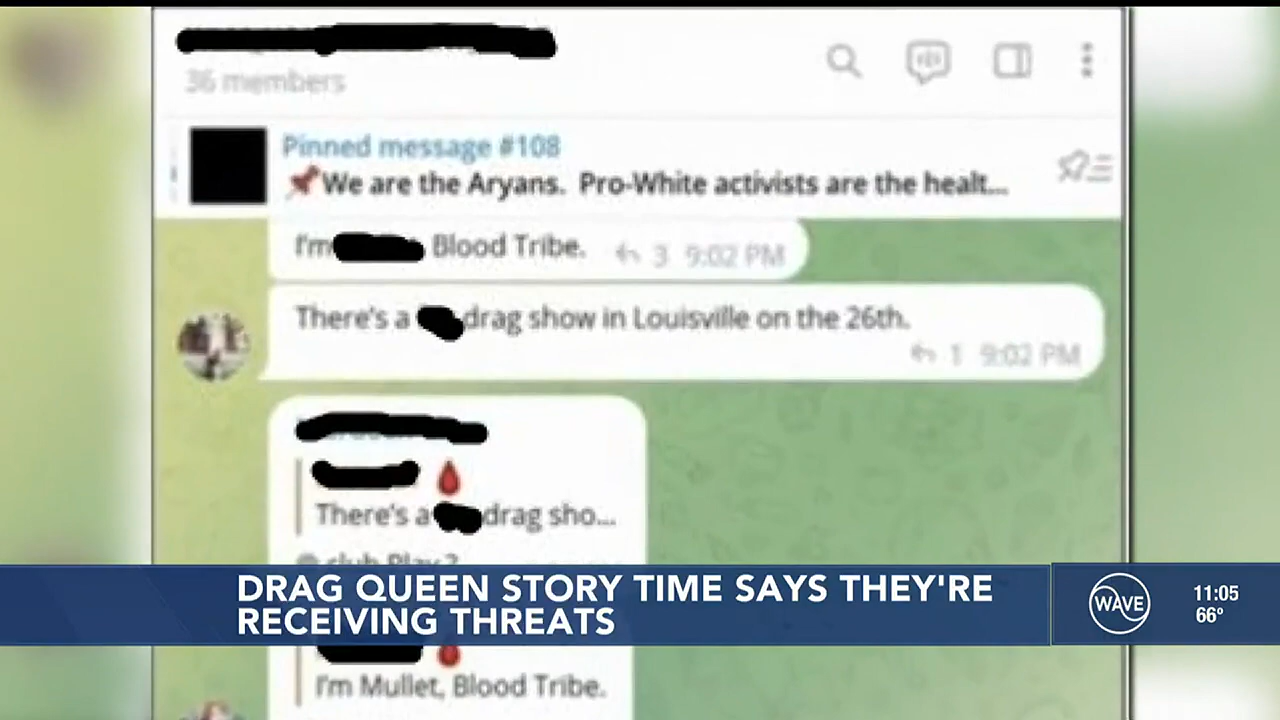 36 members
Pinned message #108
We are the Aryans. Pro-White activists are the healt...
I'm Blood Tribe. 3 9:02 PM
There's a drag show in Louisville on the 26th.
1 9:02 PM
There's a drag sho...
@ club Play ?
DRAG QUEEN STORY TIME SAYS THEY'RE
RECEIVING THREATS
WAVE
11:05
66°
I'm Mullet, Blood Tribe.